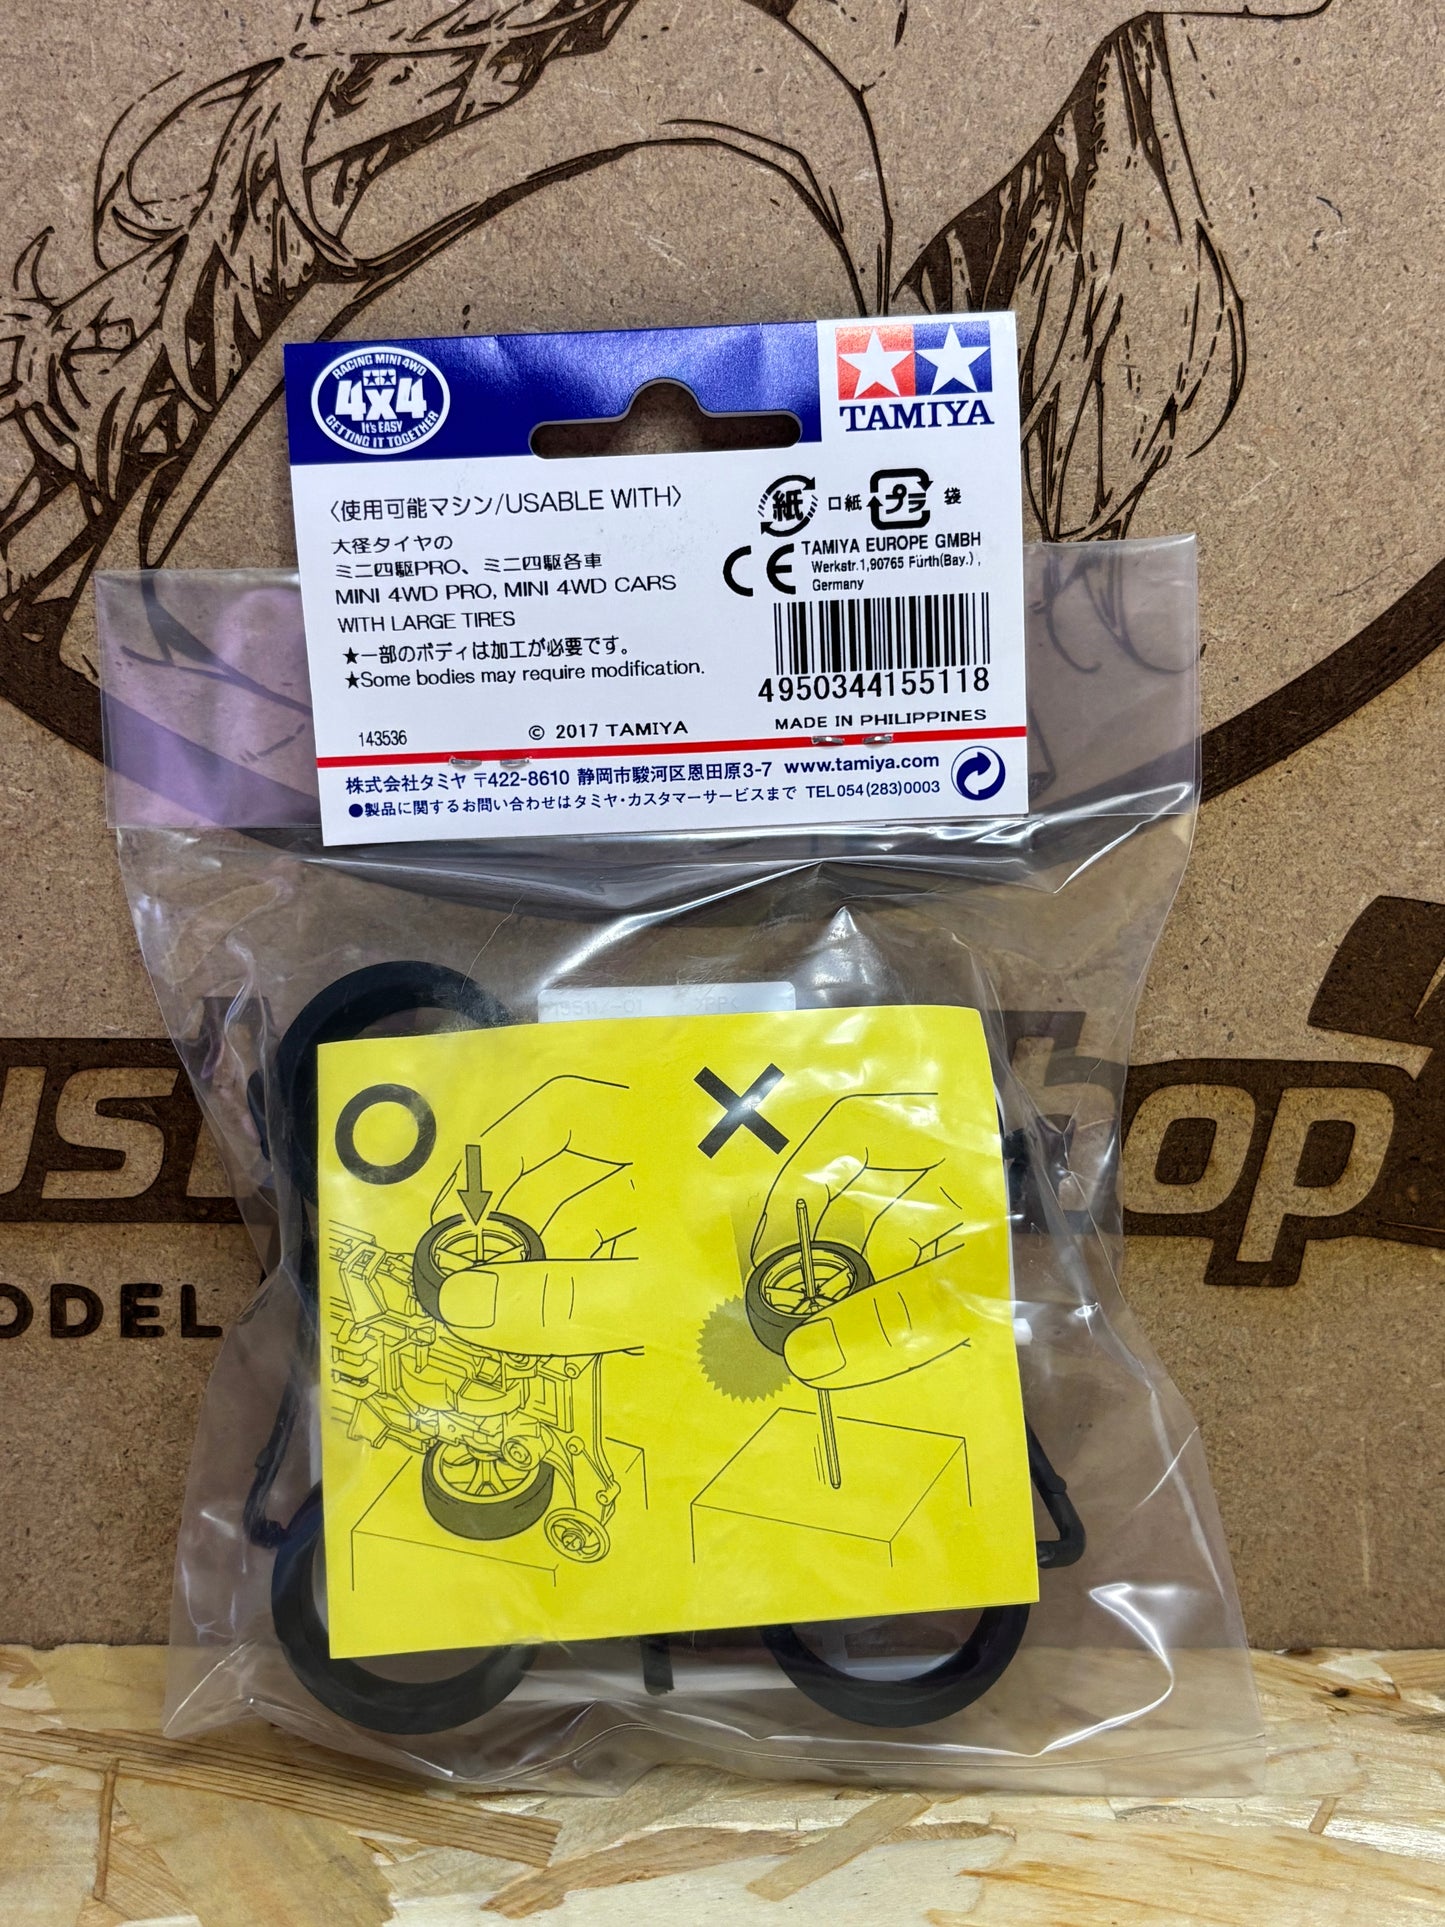 RACING MINI 4WD
4x4
It's EASY
GETTING IT TOGETHER
TAMIYA
〈使用可能マシン/USABLE WITH〉
大径タイヤの
ミニ四駆PRO、ミニ四駆各車
MINI 4WD PRO, MINI 4WD CARS
WITH LARGE TIRES
★一部のボディは加工が必要です。
★Some bodies may require modification.
143536
© 2017 TAMIYA
紙 口紙 プラ 袋
CE TAMIYA EUROPE GMBH
Werkstr.1,90765 Fürth(Bay.),
Germany
4950344155118
MADE IN PHILIPPINES
株式会社タミヤ 〒422-8610 静岡市駿河区恩田原3-7 www.tamiya.com
●製品に関するお問い合わせはタミヤ・カスタマーサービスまで TEL054(283)0003
>PP<
hop
ODEL